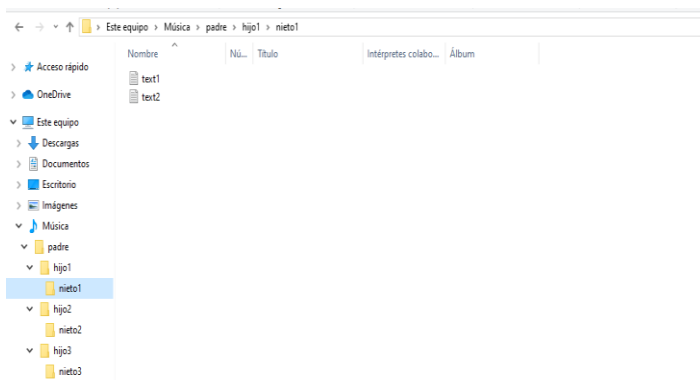 Este equipo > Música > padre > hijo1 > nieto1
Nombre Nú... Título Intérpretes colabo... Álbum
Acceso rápido
OneDrive
Este equipo
Descargas
Documentos
Escritorio
Imágenes
Música
padre
hijo1
nieto1
hijo2
nieto2
hijo3
nieto3
text1
text2